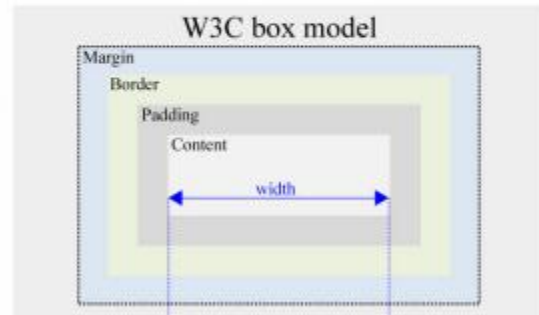 W3C box model
Margin
Border
Padding
Content
width